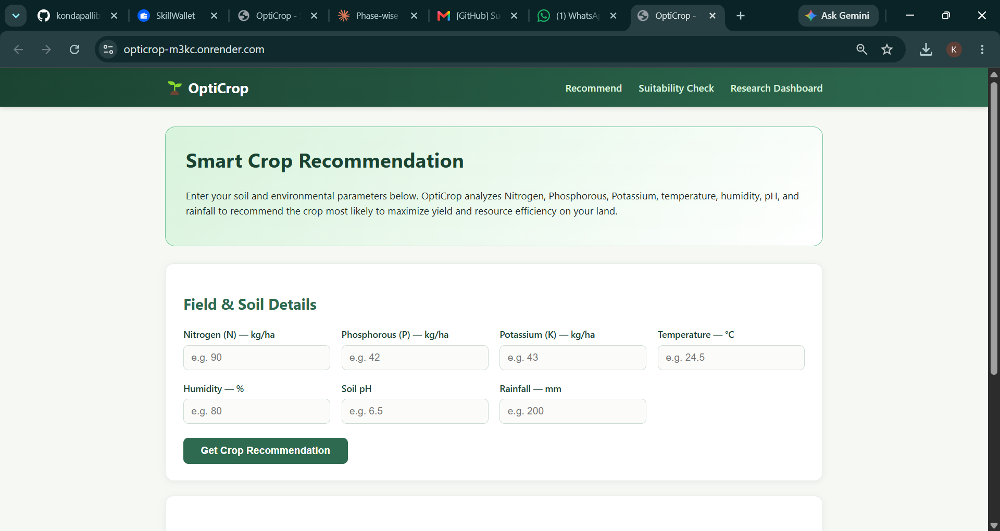 kondapallib
SkillWallet
OptiCrop -
Phase-wise
[GitHub] Su
(1) WhatsAp
OptiCrop -
Ask Gemini
opticrop-m3kc.onrender.com
K
OptiCrop
Recommend
Suitability Check
Research Dashboard
Smart Crop Recommendation
Enter your soil and environmental parameters below. OptiCrop analyzes Nitrogen, Phosphorous, Potassium, temperature, humidity, pH, and
rainfall to recommend the crop most likely to maximize yield and resource efficiency on your land.
Field & Soil Details
Nitrogen (N) — kg/ha
Phosphorous (P) — kg/ha
Potassium (K) — kg/ha
Temperature — °C
e.g. 90
e.g. 42
e.g. 43
e.g. 24.5
Humidity — %
Soil pH
Rainfall — mm
e.g. 80
e.g. 6.5
e.g. 200
Get Crop Recommendation